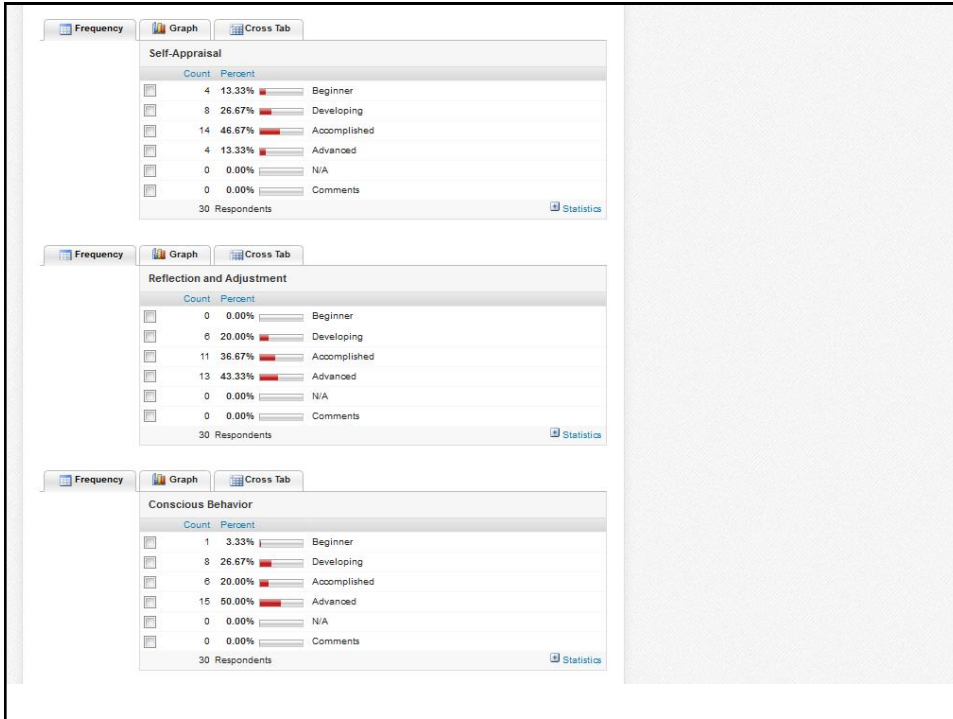 Frequency Graph Cross Tab
Self-Appraisal
Count Percent
4 13.33% Beginner
8 26.67% Developing
14 46.67% Accomplished
4 13.33% Advanced
0 0.00% N/A
0 0.00% Comments
30 Respondents Statistics
Frequency Graph Cross Tab
Reflection and Adjustment
Count Percent
0 0.00% Beginner
6 20.00% Developing
11 36.67% Accomplished
13 43.33% Advanced
0 0.00% N/A
0 0.00% Comments
30 Respondents Statistics
Frequency Graph Cross Tab
Conscious Behavior
Count Percent
1 3.33% Beginner
8 26.67% Developing
6 20.00% Accomplished
15 50.00% Advanced
0 0.00% N/A
0 0.00% Comments
30 Respondents Statistics